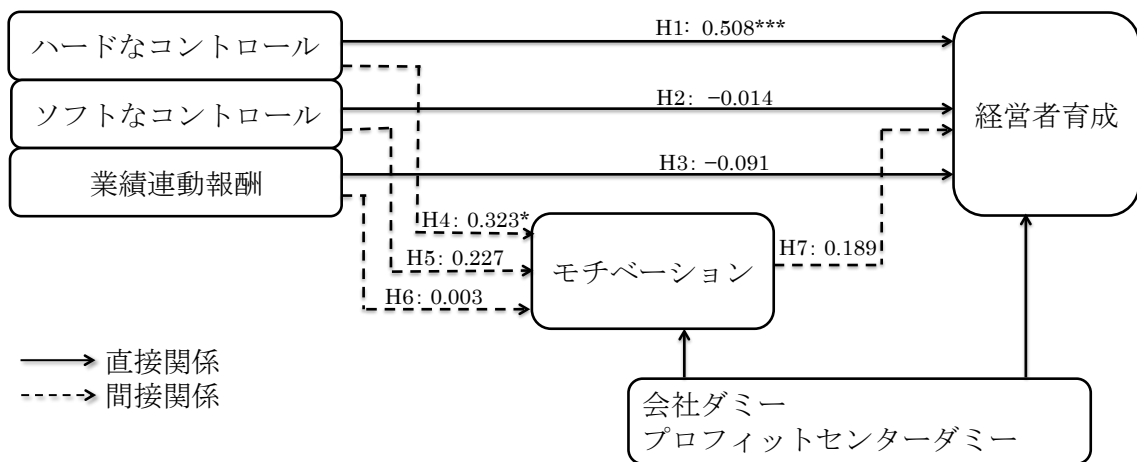 ハードなコントロール
H1: 0.508***
ソフトなコントロール
H2: −0.014
経営者育成
業績連動報酬
H3: −0.091
H4: 0.323*
H5: 0.227
H6: 0.003
モチベーション
H7: 0.189
直接関係
間接関係
会社ダミー
プロフィットセンターダミー